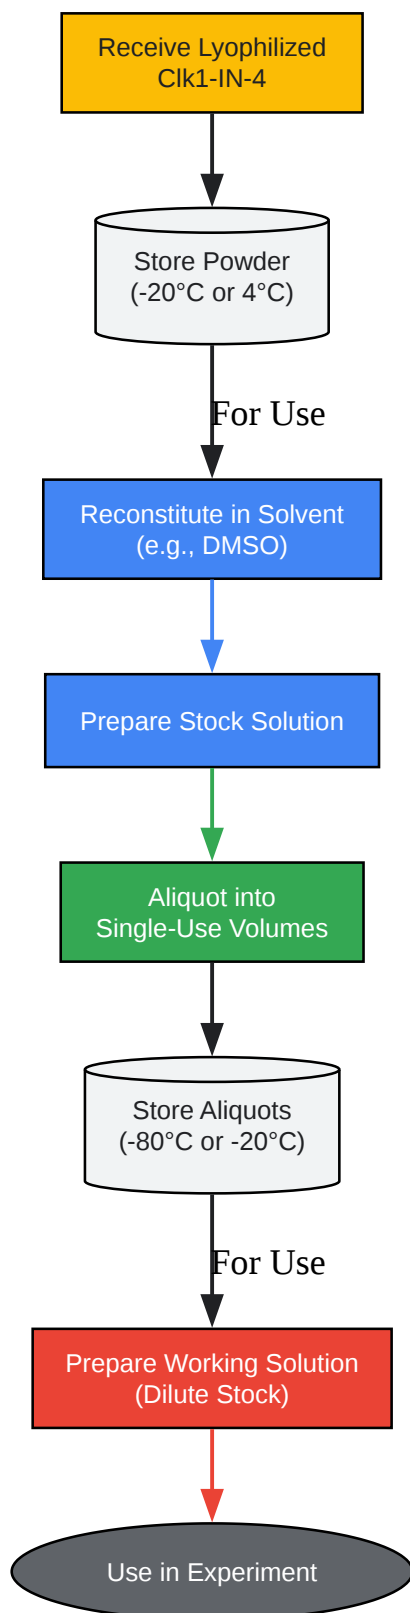 Receive Lyophilized
Clk1-IN-4
Store Powder
(-20°C or 4°C)
For Use
Reconstitute in Solvent
(e.g., DMSO)
Prepare Stock Solution
Aliquot into
Single-Use Volumes
Store Aliquots
(-80°C or -20°C)
For Use
Prepare Working Solution
(Dilute Stock)
Use in Experiment